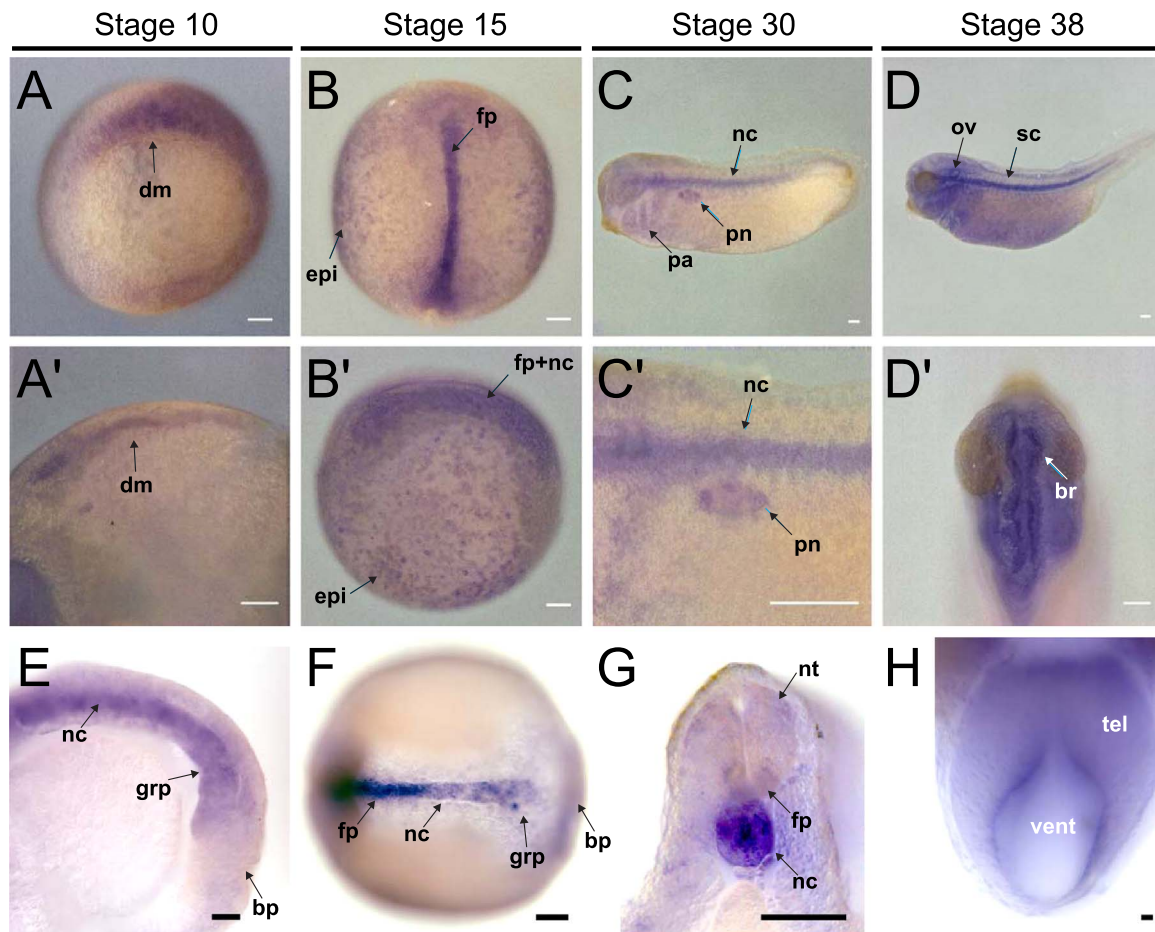 Stage 10 Stage 15 Stage 30 Stage 38
A B C D
dm
fp
epi
nc
pn
pa
ov
sc
A' B' C' D'
dm
fp+nc
epi
nc
pn
br
E F G H
nc
grp
bp
fp
nc
grp
bp
nt
fp
nc
tel
vent